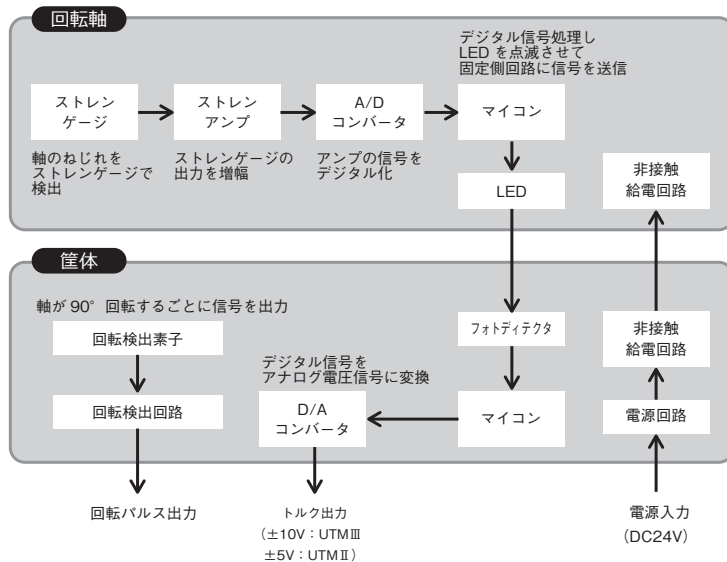 回転軸
デジタル信号処理し
LED を点滅させて
固定側回路に信号を送信
ストレン
ゲージ
ストレン
アンプ
A/D
コンバータ
マイコン
軸のねじれを
ストレンゲージで
検出
ストレンゲージの
出力を増幅
アンプの信号を
デジタル化
LED
非接触
給電回路
筐体
軸が 90° 回転するごとに信号を出力
回転検出素子
フォトディテクタ
非接触
給電回路
デジタル信号を
アナログ電圧信号に変換
回転検出回路
D/A
コンバータ
マイコン
電源回路
回転パルス出力
トルク出力
(±10V：UTMⅢ
±5V：UTMⅡ)
電源入力
(DC24V)